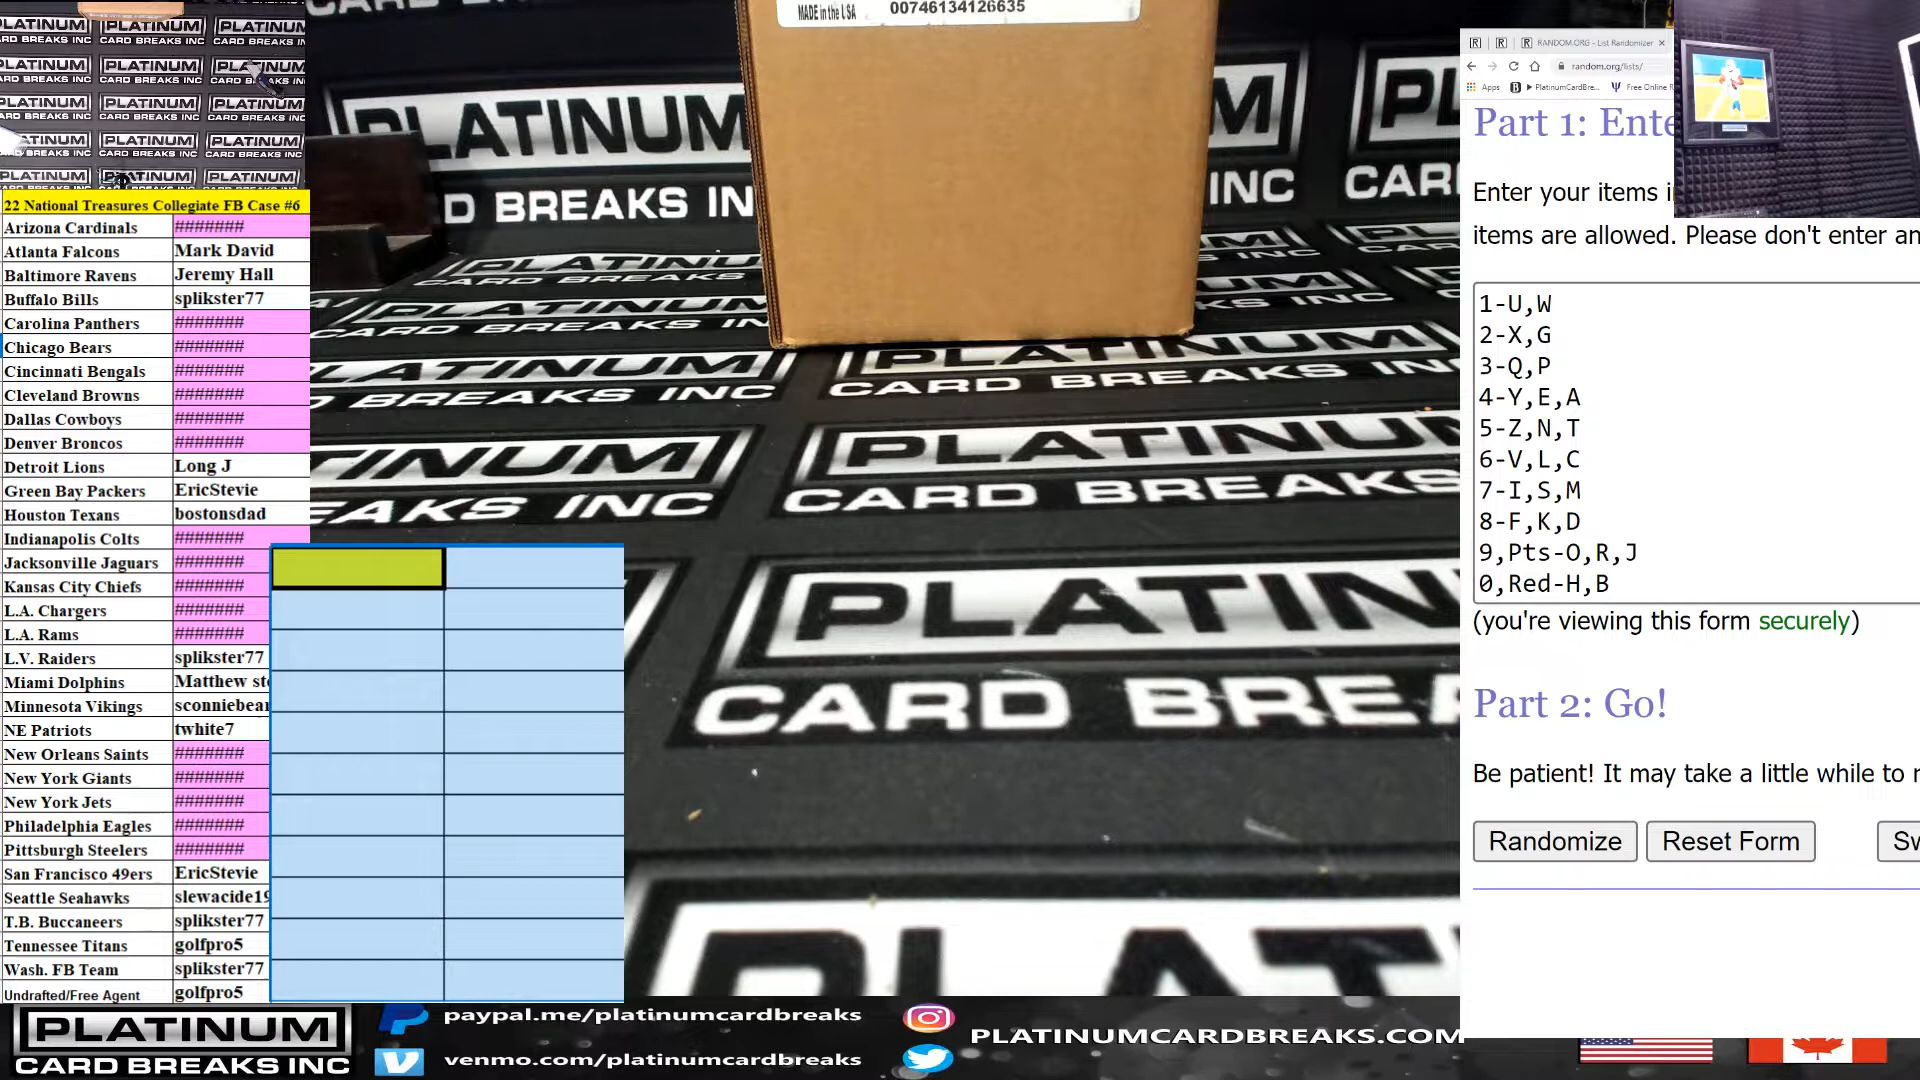 MADE in the USA 00746134126635
22 National Treasures Collegiate FB Case #6
Arizona Cardinals #######
Atlanta Falcons Mark David
Baltimore Ravens Jeremy Hall
Buffalo Bills splikster77
Carolina Panthers #######
Chicago Bears #######
Cincinnati Bengals #######
Cleveland Browns #######
Dallas Cowboys #######
Denver Broncos #######
Detroit Lions Long J
Green Bay Packers EricStevie
Houston Texans bostonsdad
Indianapolis Colts #######
Jacksonville Jaguars #######
Kansas City Chiefs #######
L.A. Chargers #######
L.A. Rams #######
L.V. Raiders splikster77
Miami Dolphins Matthew
Minnesota Vikings sconniebear
NE Patriots twhite7
New Orleans Saints #######
New York Giants #######
New York Jets #######
Philadelphia Eagles #######
Pittsburgh Steelers #######
San Francisco 49ers EricStevie
Seattle Seahawks slewacide19
T.B. Buccaneers splikster77
Tennessee Titans golfpro5
Wash. FB Team splikster77
Undrafted/Free Agent golfpro5
PLATINUM
CARD BREAKS INC
PLATINUM
CARD BREAKS INC
paypal.me/platinumcardbreaks
venmo.com/platinumcardbreaks
PLATINUMCARDBREAKS.COM
RANDOM.ORG - List Randomizer
random.org/lists/
Apps PlatinumCardBre... Free Online
Part 1:
Enter your items
items are allowed. Please don't enter
1-U,W
2-X,G
3-Q,P
4-Y,E,A
5-Z,N,T
6-V,L,C
7-I,S,M
8-F,K,D
9,Pts-O,R,J
0,Red-H,B
(you're viewing this form securely)
Part 2: Go!
Be patient! It may take a little while to
Randomize Reset Form